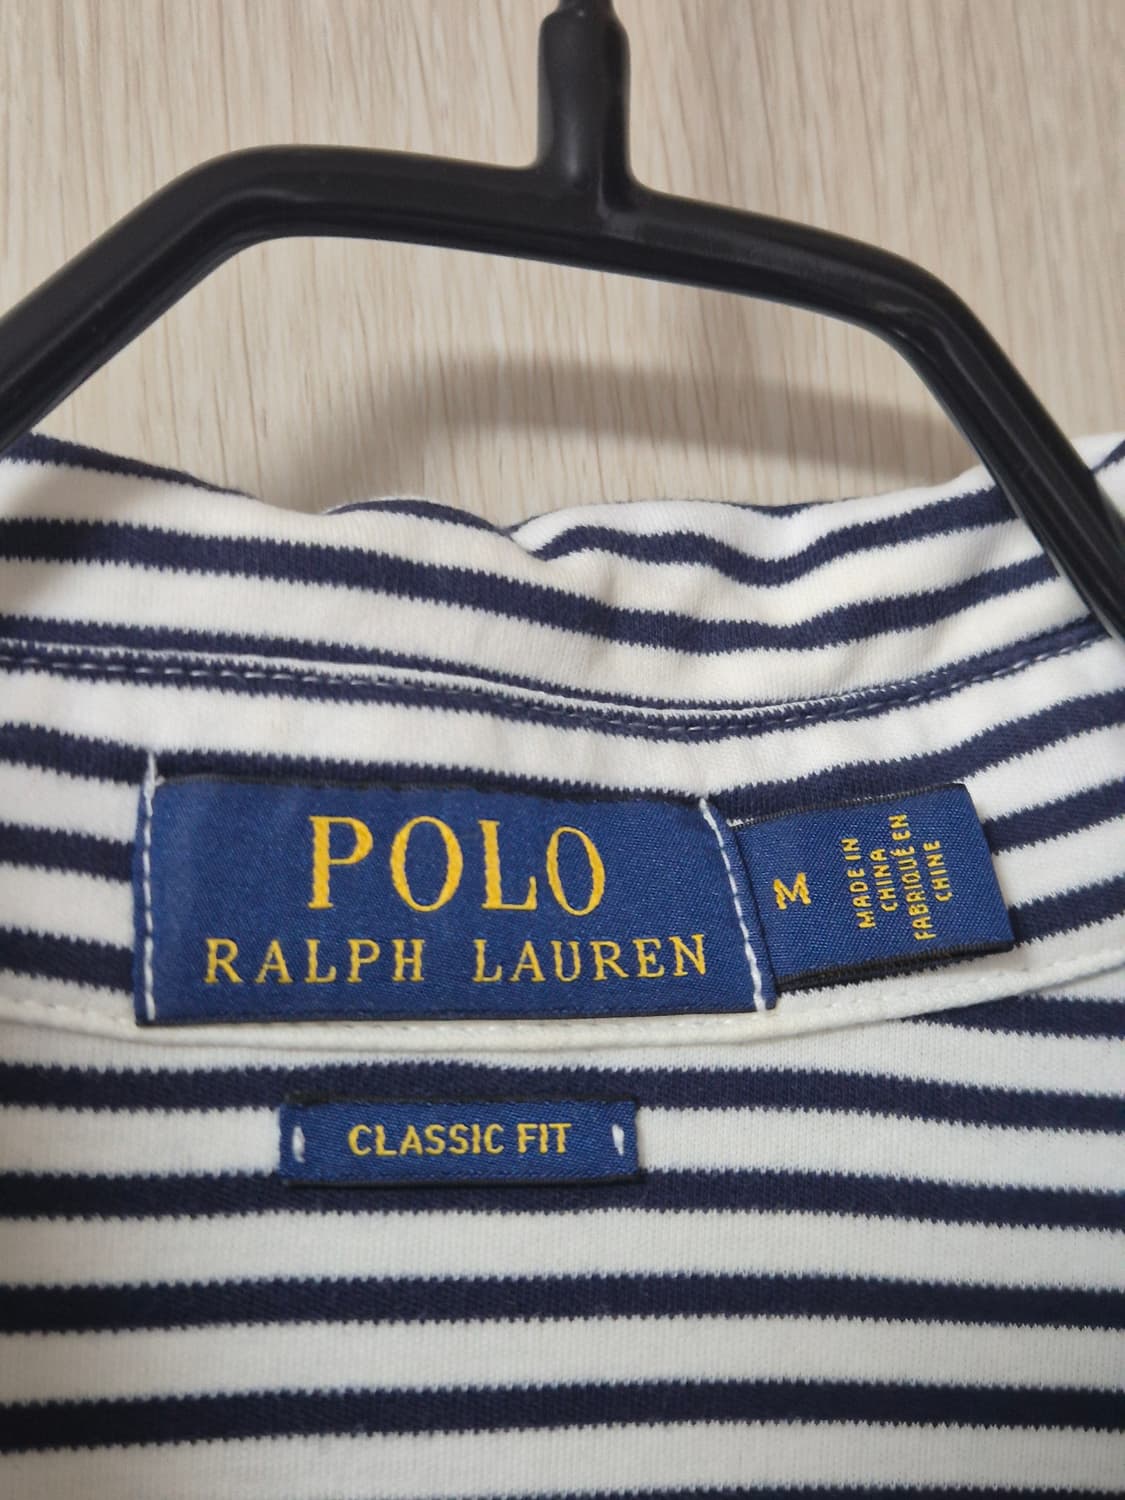 POLO
RALPH LAUREN
M
MADE IN
CHINA
FABRIQUÉ EN
CHINE
CLASSIC FIT